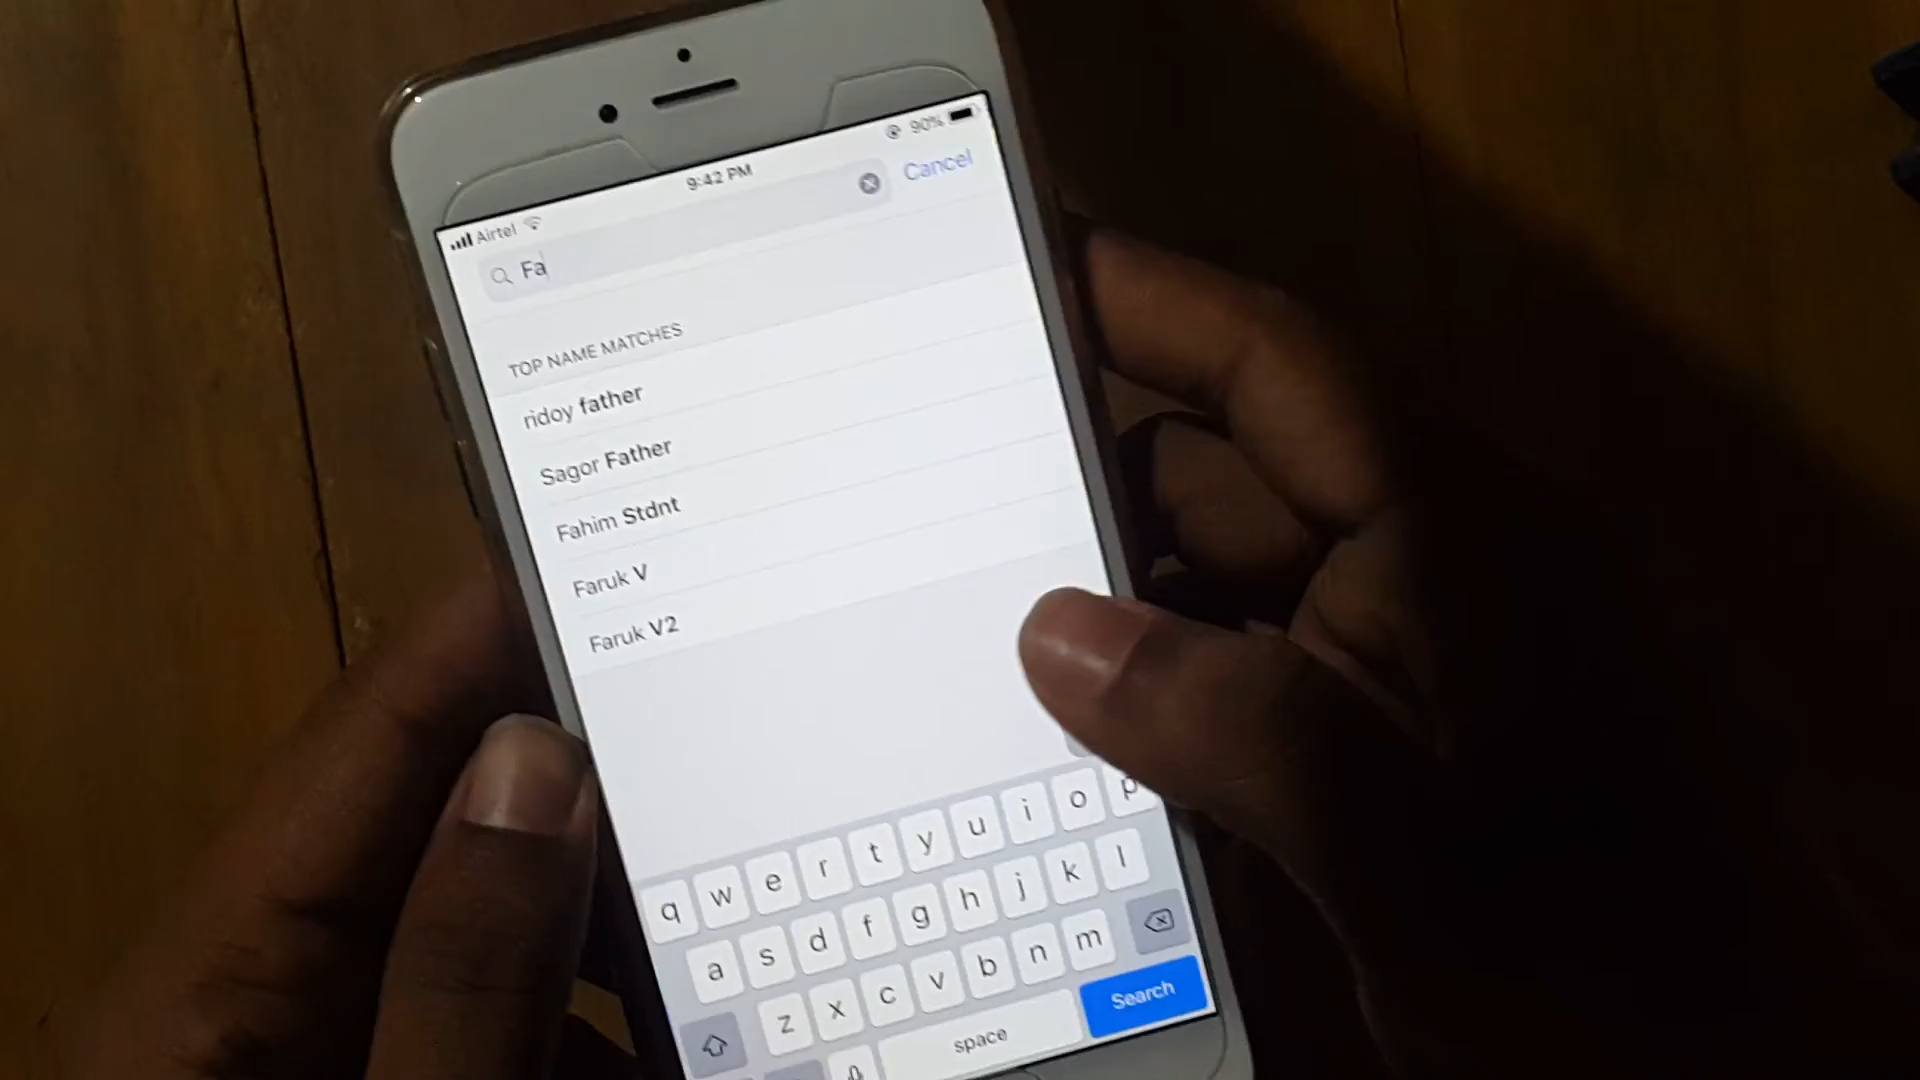 Airtel 9:42 PM 90%
Fa
Cancel
TOP NAME MATCHES
ridoy father
Sagor Father
Fahim Stdnt
Faruk V
Faruk V2
q w e r t y u i o p
a s d f g h j k l
z x c v b n m
space
Search